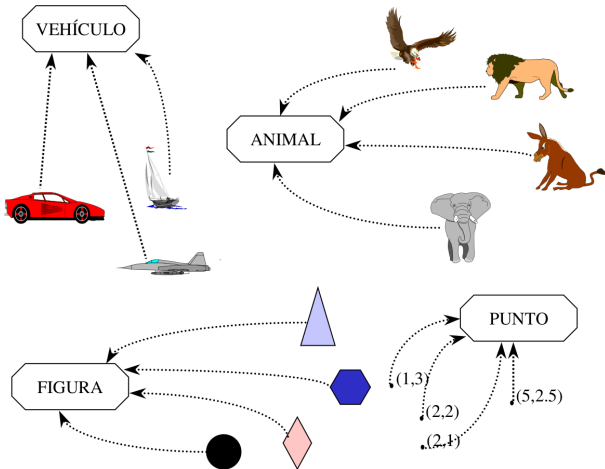 VEHÍCULO
ANIMAL
PUNTO
FIGURA
(1,3)
(5,2.5)
(2,2)
(2,1)